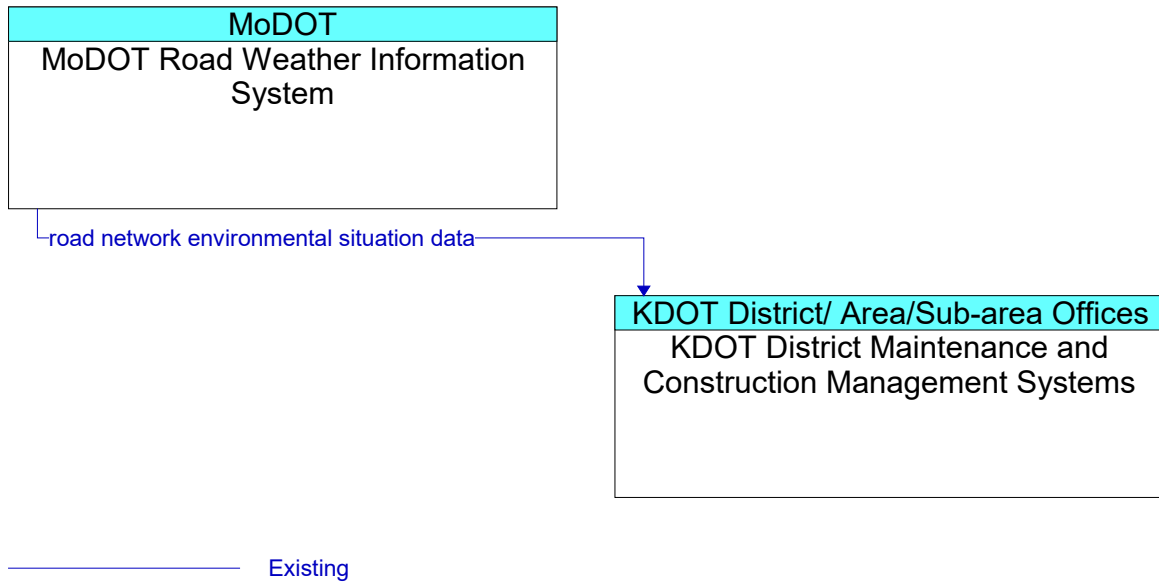 MoDOT
MoDOT Road Weather Information
System
road network environmental situation data
KDOT District/ Area/Sub-area Offices
KDOT District Maintenance and
Construction Management Systems
Existing